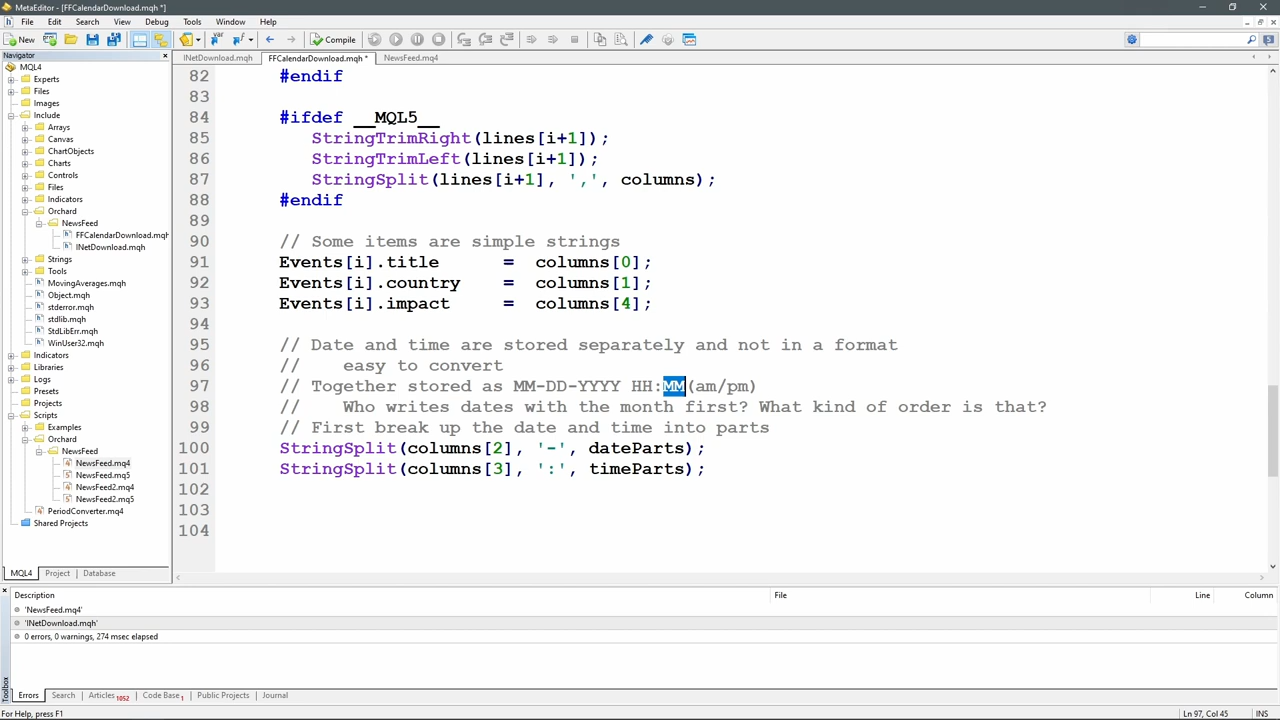 MetaEditor - [FFCalendarDownload.mqh *]
File Edit Search View Debug Tools Window Help
New Compile
Navigator
INetDownload.mqh FFCalendarDownload.mqh * NewsFeed.mq4
MQL4
Experts
Files
Images
Include
Arrays
Canvas
ChartObjects
Charts
Controls
Files
Indicators
Orchard
NewsFeed
FFCalendarDownload.mqh
INetDownload.mqh
Strings
Tools
MovingAverages.mqh
Object.mqh
stderror.mqh
stdlib.mqh
StdLibErr.mqh
WinUser32.mqh
Indicators
Libraries
Logs
Presets
Projects
Scripts
Examples
Orchard
NewsFeed
NewsFeed.mq4
NewsFeed.mq5
NewsFeed2.mq4
NewsFeed2.mq5
PeriodConverter.mq4
Shared Projects
MQL4 Project Database
82 #endif
83
84 #ifdef __MQL5__
85 StringTrimRight(lines[i+1]);
86 StringTrimLeft(lines[i+1]);
87 StringSplit(lines[i+1], ',', columns);
88 #endif
89
90 // Some items are simple strings
91 Events[i].title = columns[0];
92 Events[i].country = columns[1];
93 Events[i].impact = columns[4];
94
95 // Date and time are stored separately and not in a format
96 // easy to convert
97 // Together stored as MM-DD-YYYY HH:MM(am/pm)
98 // Who writes dates with the month first? What kind of order is that?
99 // First break up the date and time into parts
100 StringSplit(columns[2], '-', dateParts);
101 StringSplit(columns[3], ':', timeParts);
102
103
104
Description File Line Column
'NewsFeed.mq4'
'INetDownload.mqh'
0 errors, 0 warnings, 274 msec elapsed
Toolbox
Errors Search Articles 1052 Code Base 1 Public Projects Journal
For Help, press F1 Ln 97, Col 45 INS